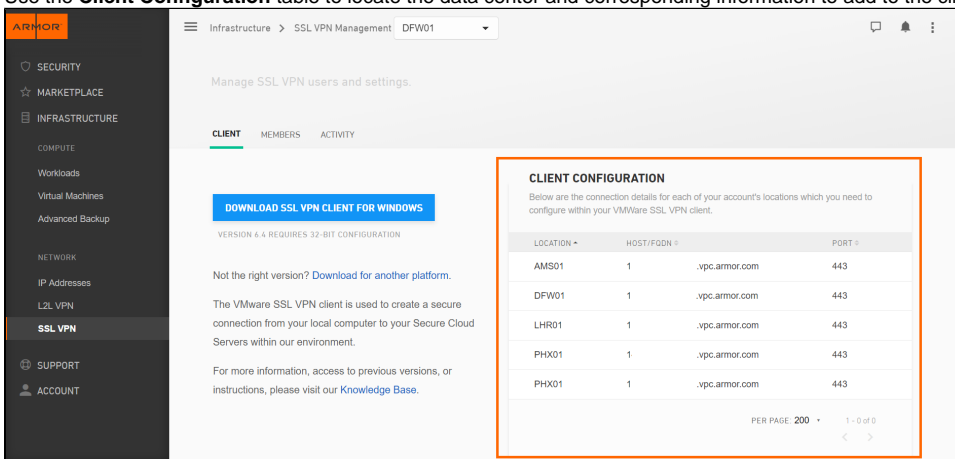 Use the Client Configuration table to locate the data center and corresponding information to add to the
ARMOR
Infrastructure > SSL VPN Management DFW01
SECURITY
MARKETPLACE
INFRASTRUCTURE
COMPUTE
Workloads
Virtual Machines
Advanced Backup
NETWORK
IP Addresses
L2L VPN
SSL VPN
SUPPORT
ACCOUNT
Manage SSL VPN users and settings.
CLIENT MEMBERS ACTIVITY
DOWNLOAD SSL VPN CLIENT FOR WINDOWS
VERSION 6.4 REQUIRES 32-BIT CONFIGURATION
Not the right version? Download for another platform.
The VMware SSL VPN client is used to create a secure
connection from your local computer to your Secure Cloud
Servers within our environment.
For more information, access to previous versions, or
instructions, please visit our Knowledge Base.
CLIENT CONFIGURATION
Below are the connection details for each of your account's locations which you need to
configure within your VMWare SSL VPN client.
LOCATION HOST/FQDN PORT
AMS01 1 .vpc.armor.com 443
DFW01 1 .vpc.armor.com 443
LHR01 1 .vpc.armor.com 443
PHX01 1 .vpc.armor.com 443
PHX01 1 .vpc.armor.com 443
PER PAGE: 200 1 - 0 of 0